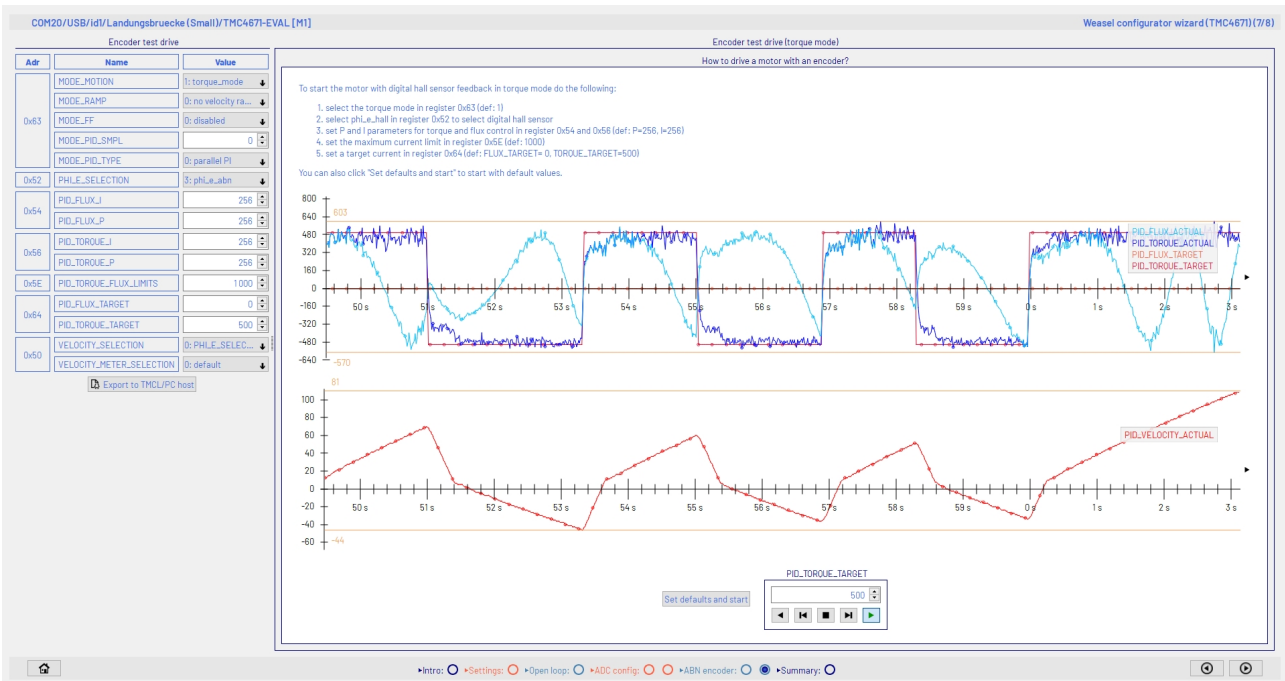 COM20/USB/id1/Landungsbruecke (Small)/TMC4671-EVAL [M1]
Weasel configurator wizard (TMC4671) (7/8)
Encoder test drive
Adr Name Value
0x63
MODE_MOTION 1: torque_mode
MODE_RAMP 0: no velocity ra...
MODE_FF 0: disabled
MODE_PID_SMPL 0
MODE_PID_TYPE 0: parallel PI
0x52 PHI_E_SELECTION 3: phi_e_abn
0x54
PID_FLUX_I 256
PID_FLUX_P 256
0x56
PID_TORQUE_I 256
PID_TORQUE_P 256
0x5E PID_TORQUE_FLUX_LIMITS 1000
0x64
PID_FLUX_TARGET 0
PID_TORQUE_TARGET 500
0x50
VELOCITY_SELECTION 0: PHI_E_SELEC...
VELOCITY_METER_SELECTION 0: default
Export to TMCL/PC host
Encoder test drive (torque mode)
How to drive a motor with an encoder?
To start the motor with digital hall sensor feedback in torque mode do the following:
1. select the torque mode in register 0x63 (def: 1)
2. select phi_e_hall in register 0x52 to select digital hall sensor
3. set P and I parameters for torque and flux control in register 0x54 and 0x56 (def: P=256, I=256)
4. set the maximum current limit in register 0x5E (def: 1000)
5. set a target current in register 0x64 (def: FLUX_TARGET= 0, TORQUE_TARGET=500)
You can also click "Set defaults and start" to start with default values.
800
640
603
480
320
160
0
-160
-320
-480
-640
-570
50 s 51 s 52 s 53 s 54 s 55 s 56 s 57 s 58 s 59 s 0 s 1 s 2 s 3 s
PID_FLUX_ACTUAL
PID_TORQUE_ACTUAL
PID_FLUX_TARGET
PID_TORQUE_TARGET
81
100
80
60
40
20
0
-20
-40
-60
-44
50 s 51 s 52 s 53 s 54 s 55 s 56 s 57 s 58 s 59 s 0 s 1 s 2 s 3 s
PID_VELOCITY_ACTUAL
PID_TORQUE_TARGET
Set defaults and start
500
Intro: Settings: Open loop: ADC config: ABN encoder: Summary: